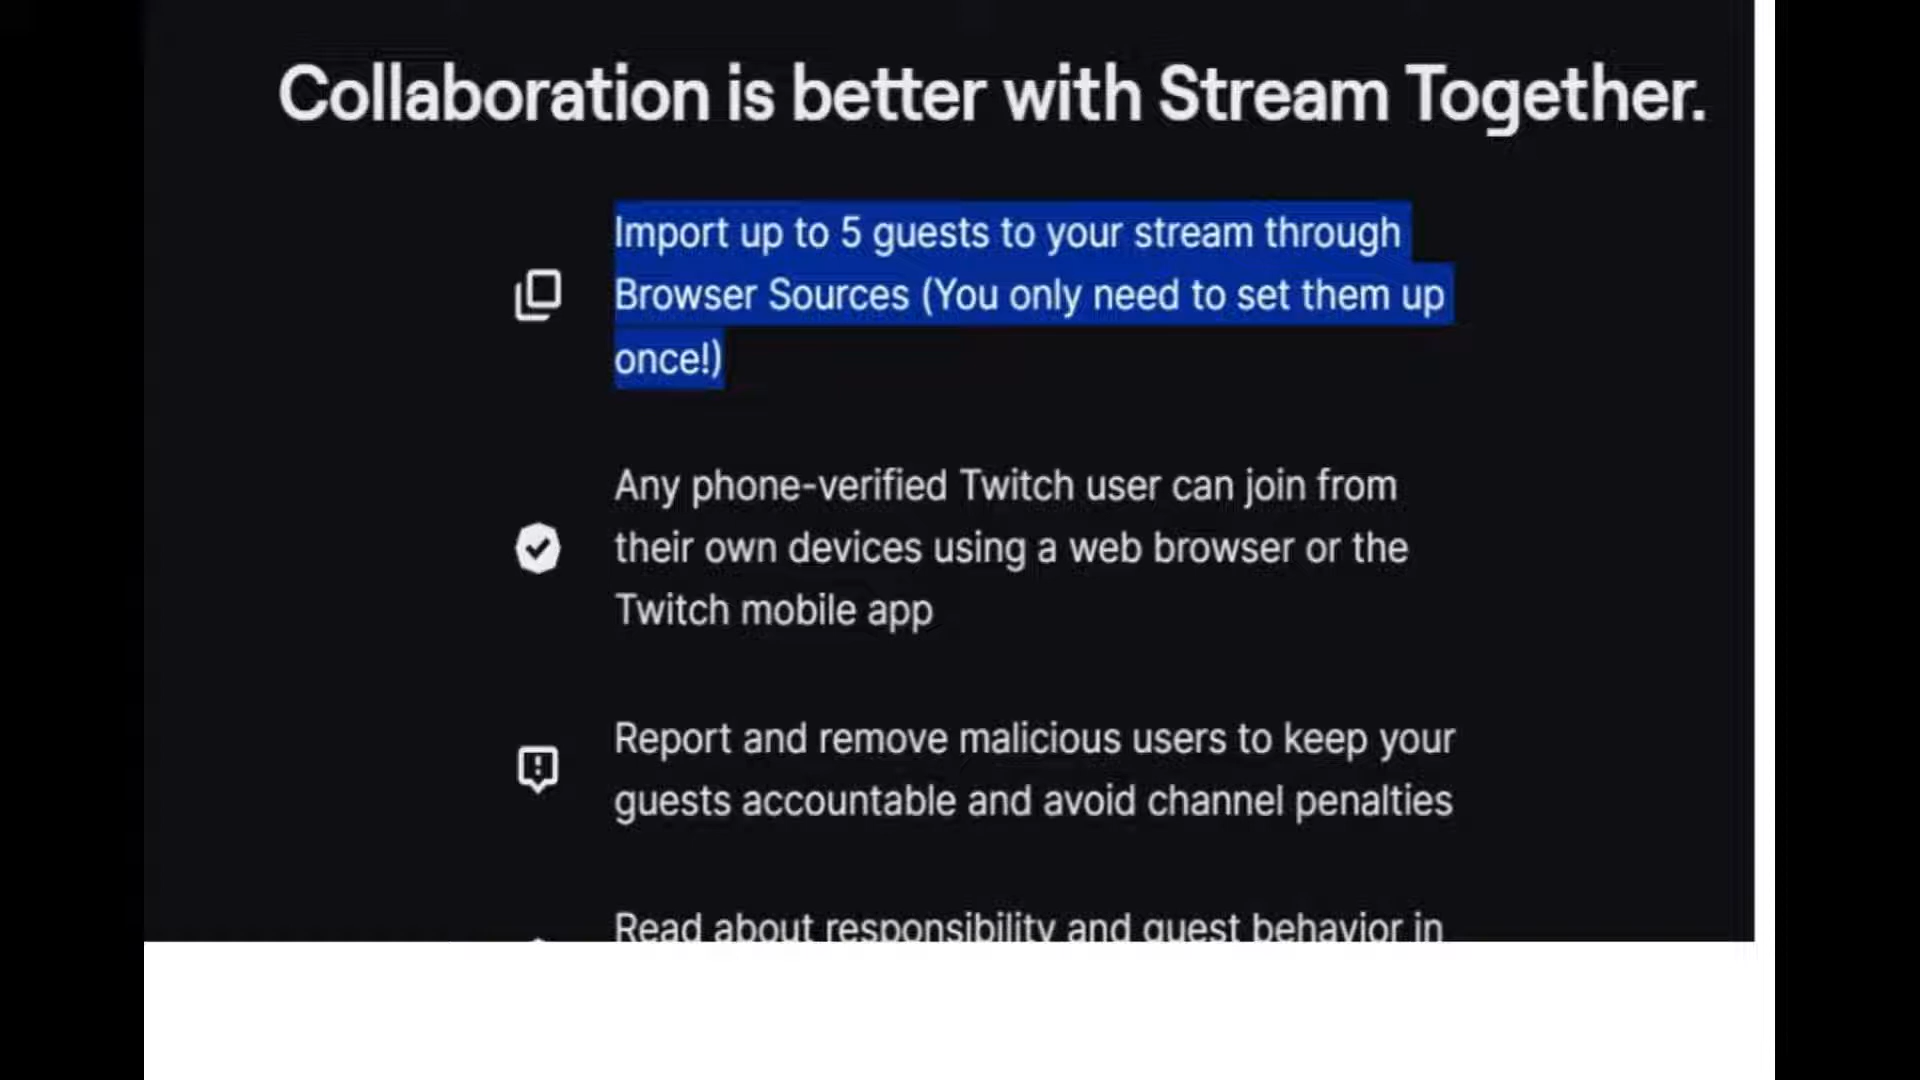 Collaboration is better with Stream Together.
Import up to 5 guests to your stream through
Browser Sources (You only need to set them up
once!)
Any phone-verified Twitch user can join from
their own devices using a web browser or the
Twitch mobile app
Report and remove malicious users to keep your
guests accountable and avoid channel penalties
Read about responsibility and guest behavior in